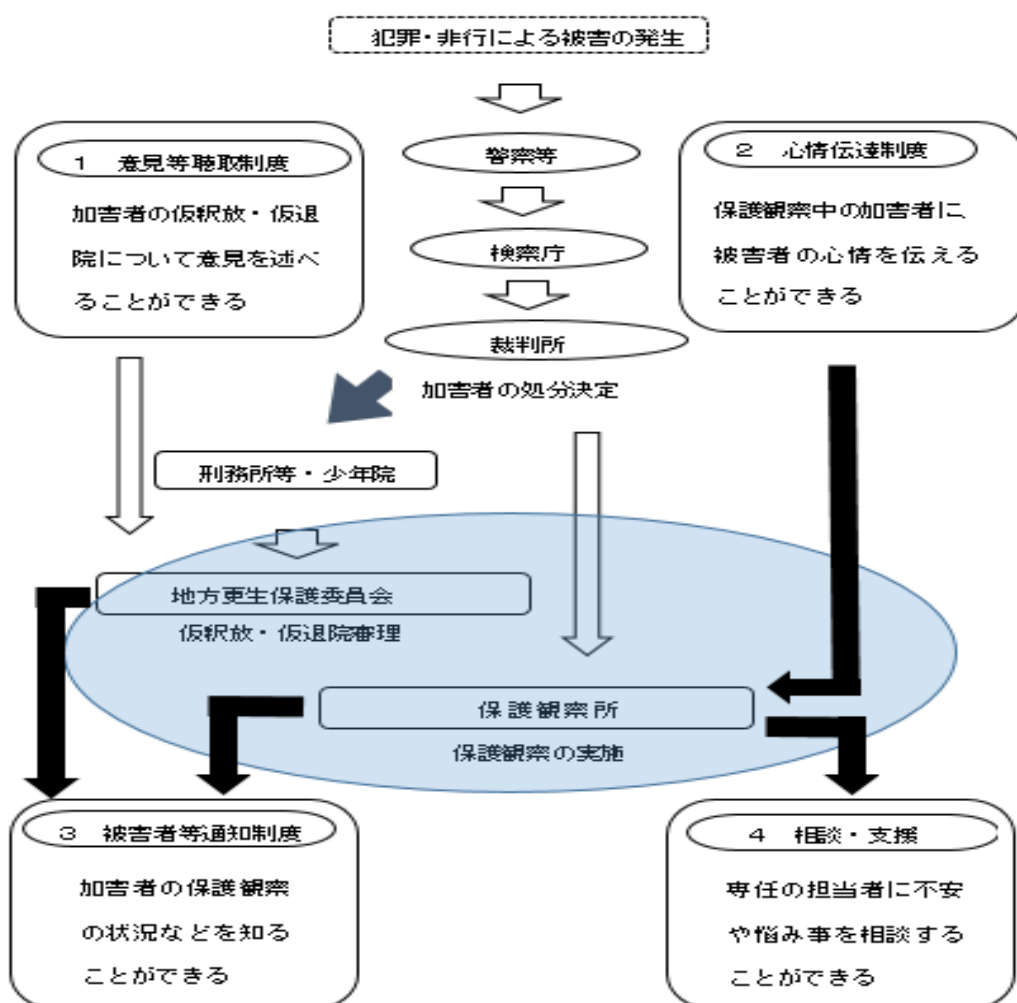 犯罪・非行による被害の発生
警察等
検察庁
裁判所
加害者の処分決定
1 意見等聴取制度
加害者の仮釈放・仮退
院について意見を述べ
ることができる
2 心情伝達制度
保護観察中の加害者に、
被害者の心情を伝える
ことができる
刑務所等・少年院
地方更生保護委員会
仮釈放・仮退院審理
保護観察所
保護観察の実施
3 被害者等通知制度
加害者の保護観察
の状況などを知る
ことができる
4 相談・支援
専任の担当者に不安
や悩み事を相談する
ことができる